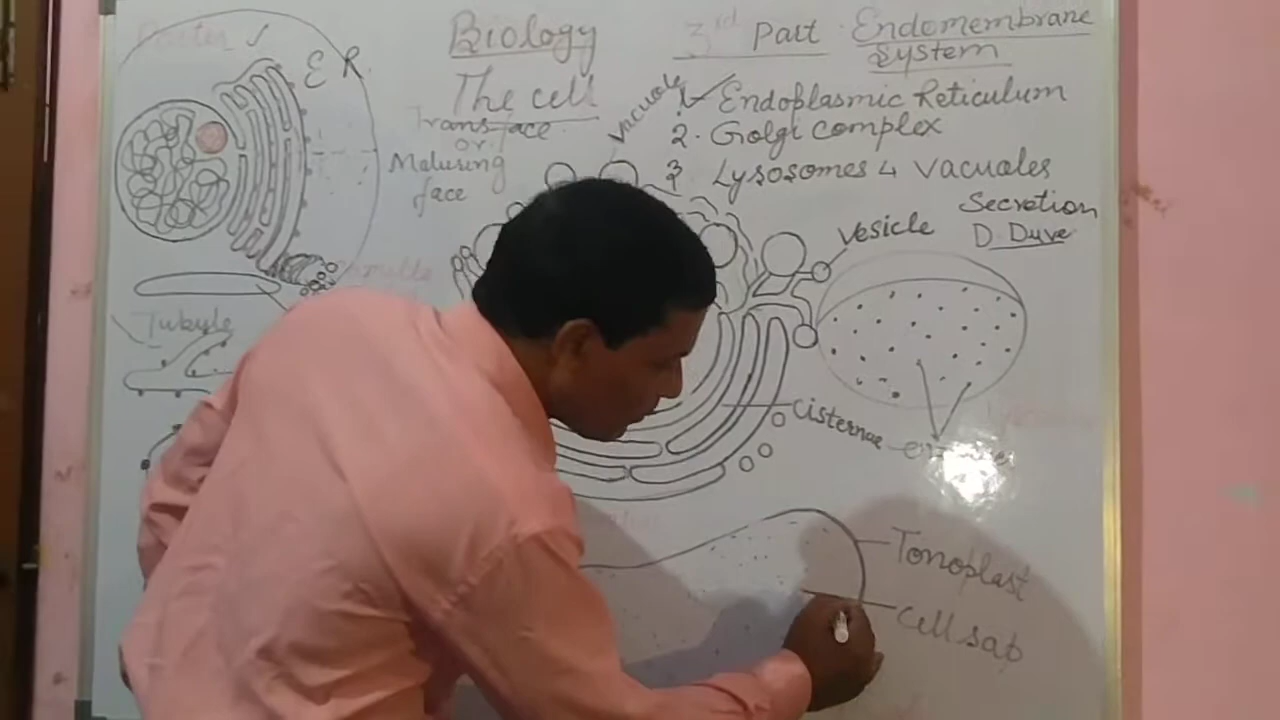 Biology
The cell
3rd Part Endomembrane
System
1. Endoplasmic Reticulum
2. Golgi Complex
3 Lysosomes 4 Vacuoles
Secretion
D. Duve
ER
Trans face
or
Maturing
face
Vacuole
Vesicle
Tubule
Cisternae
Tonoplast
Cell sap